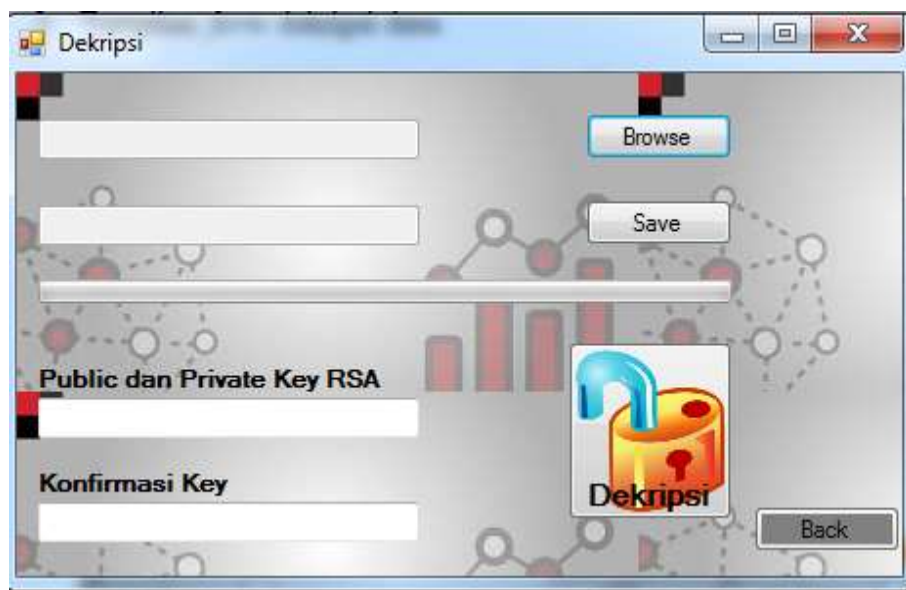 Dekripsi
Browse
Save
Public dan Private Key RSA
Konfirmasi Key
Dekripsi
Back